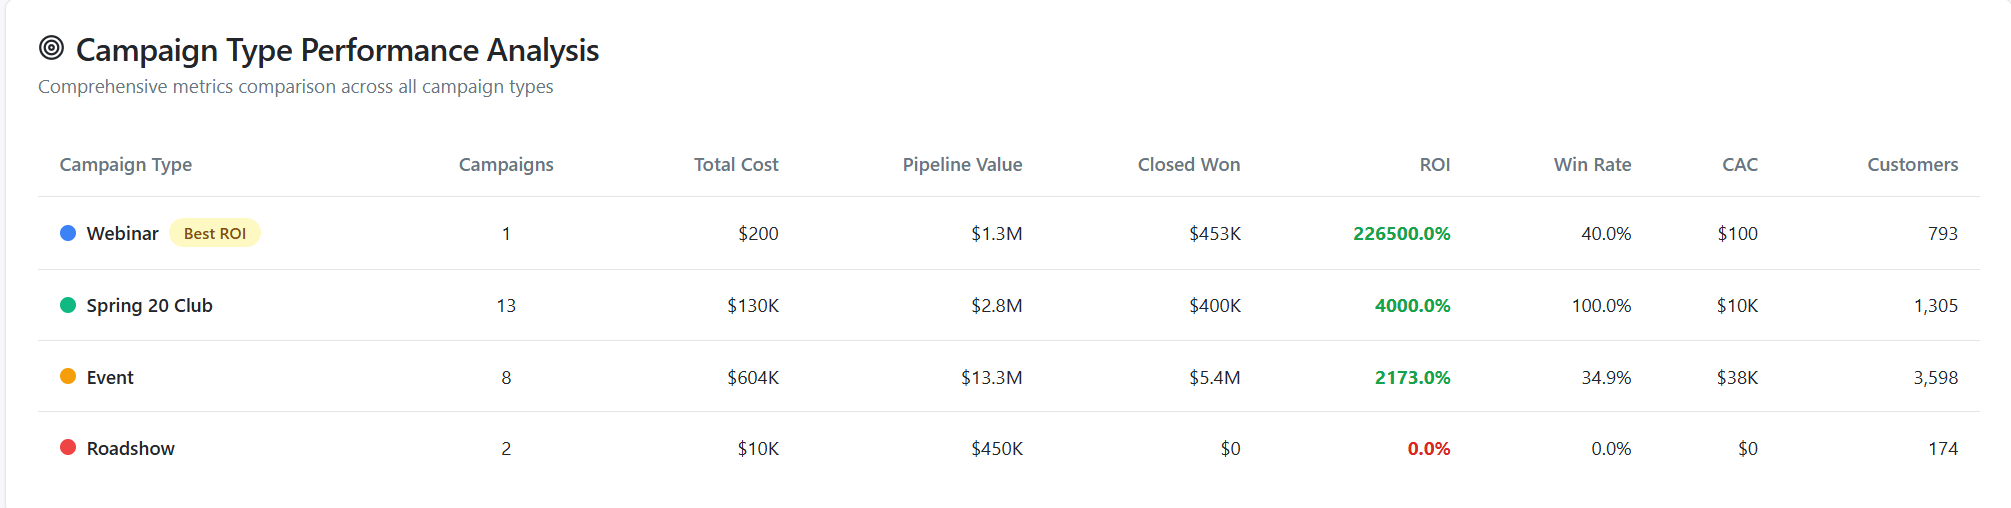 Campaign Type Performance Analysis
Comprehensive metrics comparison across all campaign types
Campaign Type Campaigns Total Cost Pipeline Value Closed Won ROI Win Rate CAC Customers
Webinar Best ROI 1 $200 $1.3M $453K 226500.0% 40.0% $100 793
Spring 20 Club 13 $130K $2.8M $400K 4000.0% 100.0% $10K 1,305
Event 8 $604K $13.3M $5.4M 2173.0% 34.9% $38K 3,598
Roadshow 2 $10K $450K $0 0.0% 0.0% $0 174